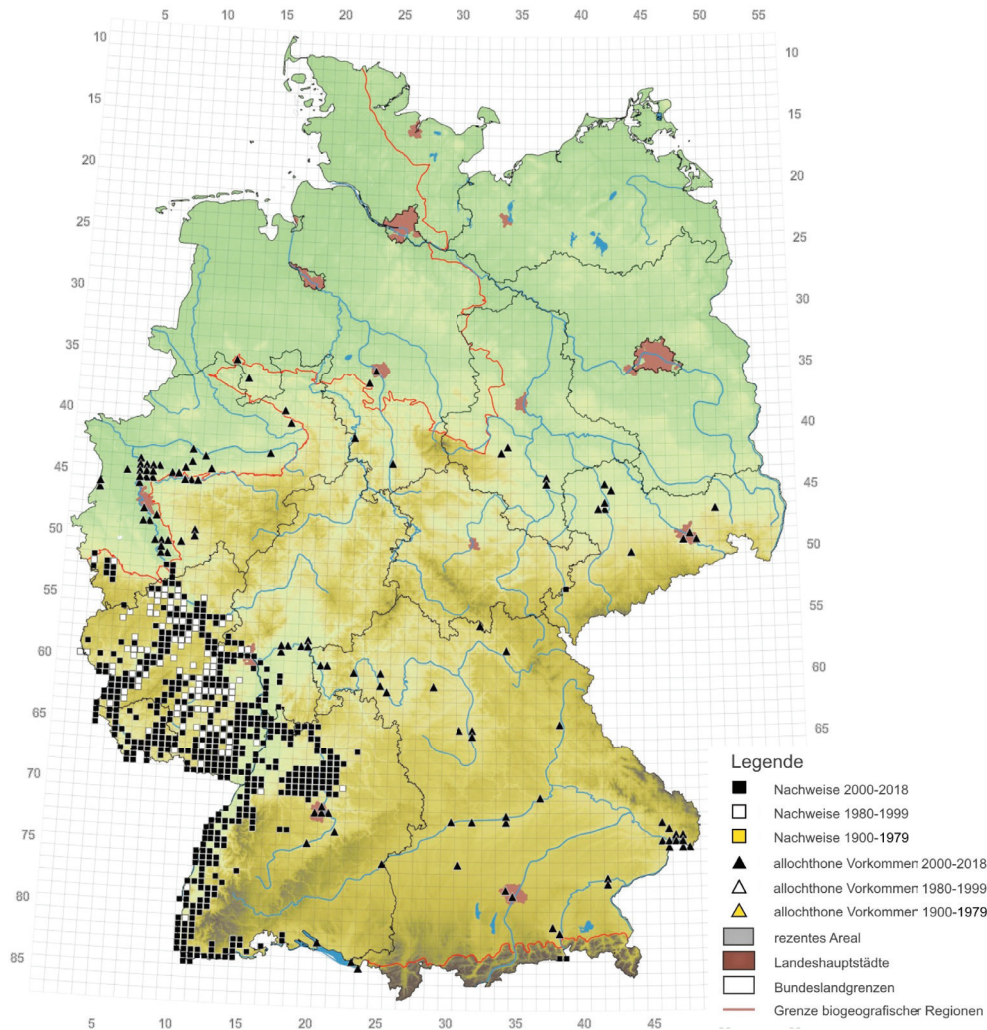 5 10 15 20 25 30 35 40 45 50 55
10 10
15 15
20 20
25 25
30 30
35 35
40 40
45 45
50 50
55 55
60 60
65 65
70
75
80
85
Legende
Nachweise 2000-2018
Nachweise 1980-1999
Nachweise 1900-1979
allochthone Vorkommen 2000-2018
allochthone Vorkommen 1980-1999
allochthone Vorkommen 1900-1979
rezentes Areal
Landeshauptstädte
Bundeslandgrenzen
Grenze biogeografischer Regionen
5 10 15 20 25 30 35 40 45